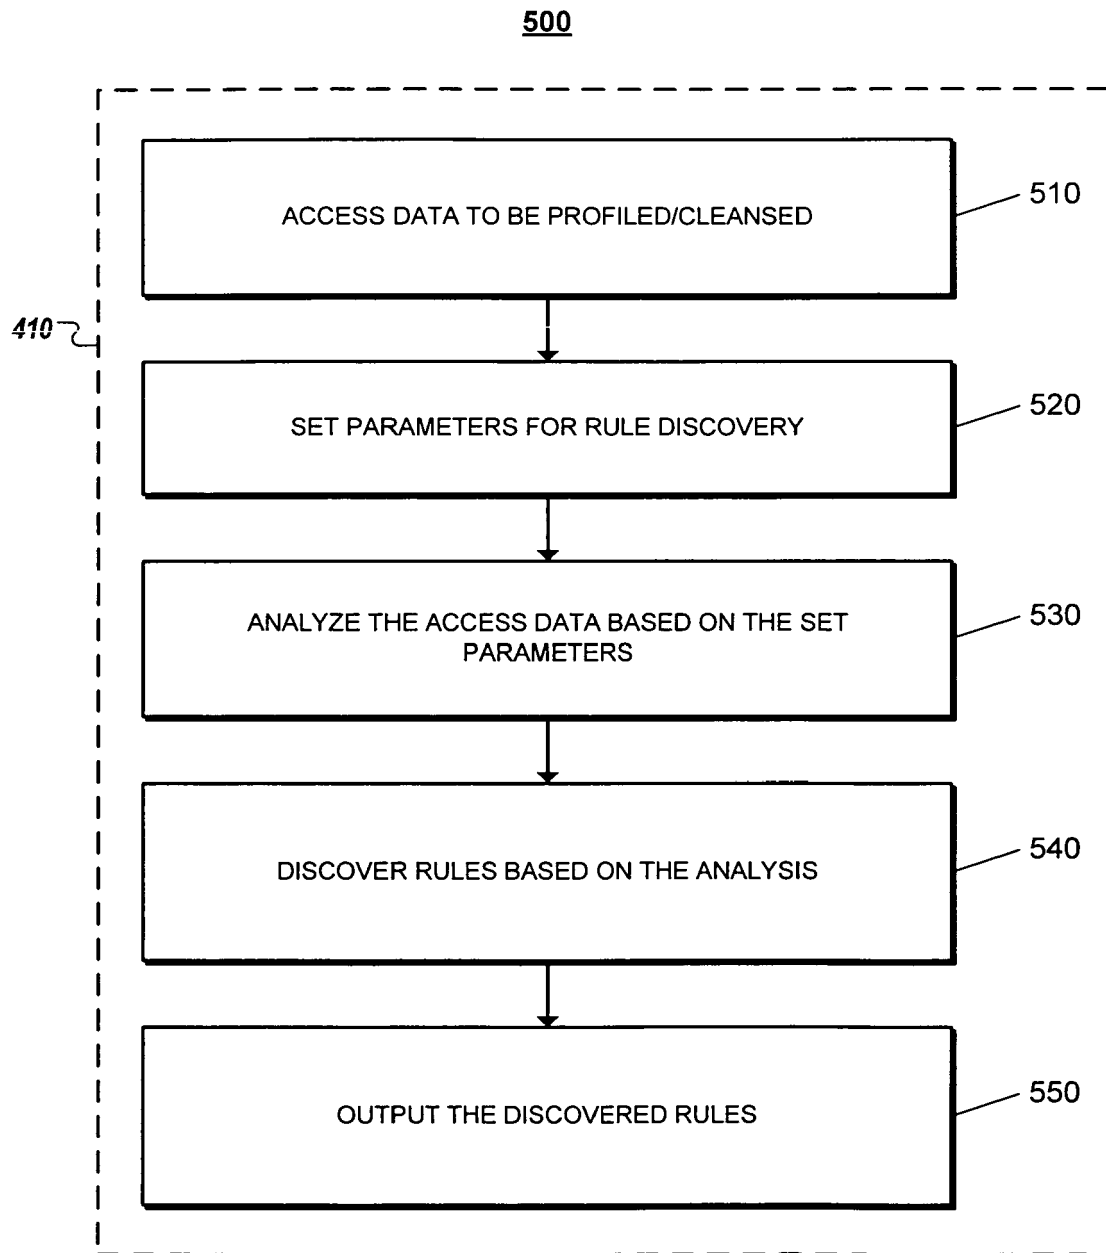 500
ACCESS DATA TO BE PROFILED/CLEANSED
510
410
SET PARAMETERS FOR RULE DISCOVERY
520
ANALYZE THE ACCESS DATA BASED ON THE SET
PARAMETERS
530
DISCOVER RULES BASED ON THE ANALYSIS
540
OUTPUT THE DISCOVERED RULES
550